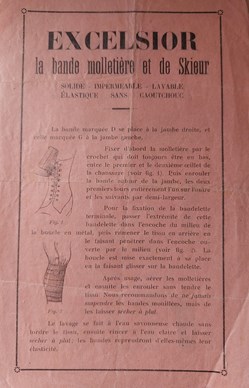 EXCELSIOR
la bande molletière et de Skieur
SOLIDE - IMPERMÉABLE - LAVABLE
ÉLASTIQUE SANS CAOUTCHOUC
La bande marquée D se place à la jambe droite, et
celle marquée G à la jambe gauche.
Fixer d'abord la molletière par le
crochet qui doit toujours être en bas,
entre le premier et le deuxième œillet de
la chaussure (voir fig. 1). Puis enrouler
la bande autour de la jambe, les deux
premiers tours
et les suivants par demi-largeur.
Pour la fixation de la bandelette
terminale, passer l'extrémité de cette
bandelette dans l'encoche du milieu de
la boucle en métal, puis ramener le tissu en arrière en
le faisant pénétrer dans l'encoche
verte par le milieu (voir fig. 2). La
boucle est mise exactement à sa place
en la faisant glisser sur la bandelette.
Après usage, sécher les molletières
et ensuite les enrouler sans tendre le
tissu. Nous recommandons de ne jamais
suspendre les bandes mouillées, mais de
les laisser sécher à plat.
Le lavage se fait à l'eau savonneuse chaude sans
tordre le tissu, ensuite rincer à l'eau claire et laisser
sécher à plat, les bandes reprennent d'elles-mêmes leur
élasticité.
Fig. 1
Fig. 2